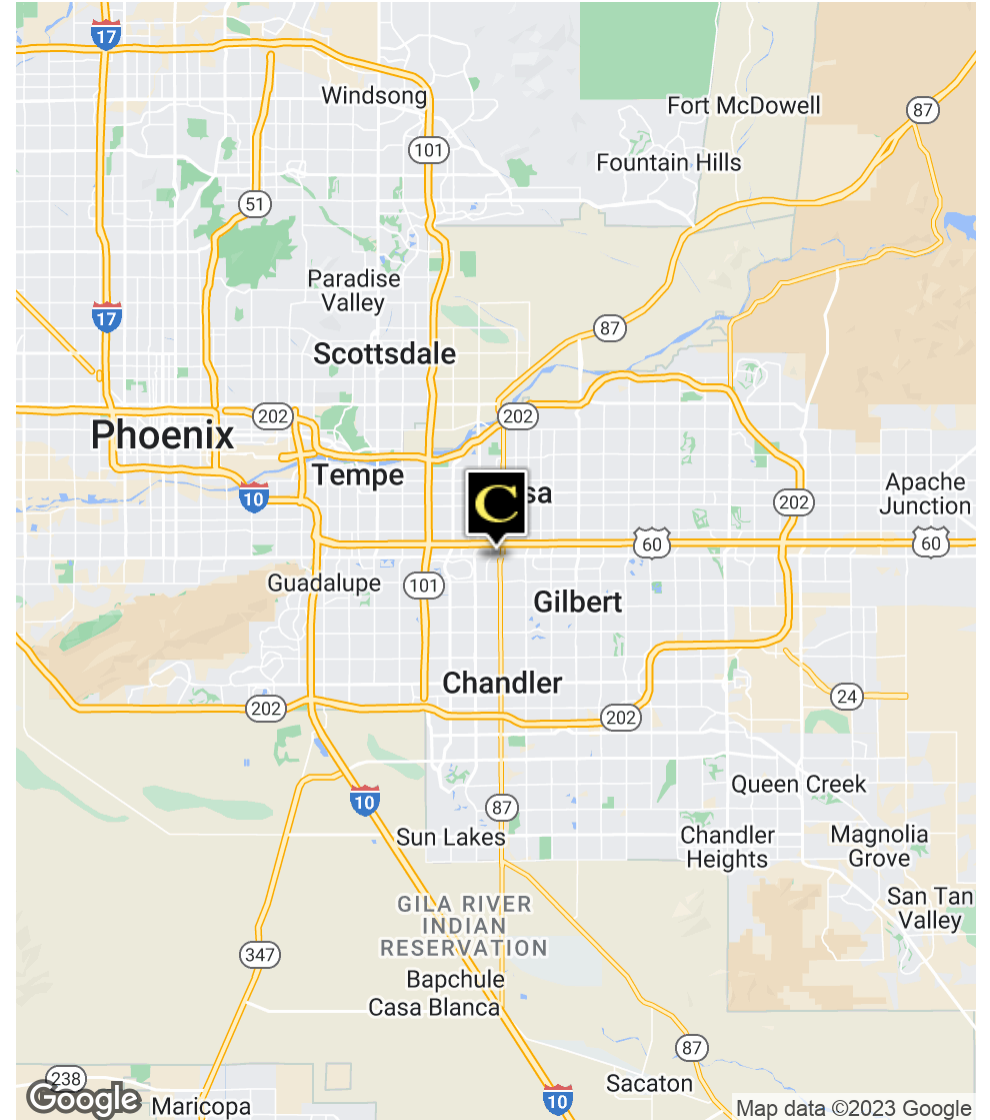 17
Windsong
Fort McDowell
87
101
Fountain Hills
51
Paradise
Valley
17
87
Scottsdale
202
202
Phoenix
Tempe
Apache
Junction
C
sa
10
202
60
60
Guadalupe
101
Gilbert
Chandler
24
202
202
Queen Creek
10
87
Sun Lakes
Chandler
Heights
Magnolia
Grove
San Tan
Valley
GILA RIVER
INDIAN
RESERVATION
347
Bapchule
Casa Blanca
87
238
Sacaton
Google
Maricopa
10
Map data ©2023 Google